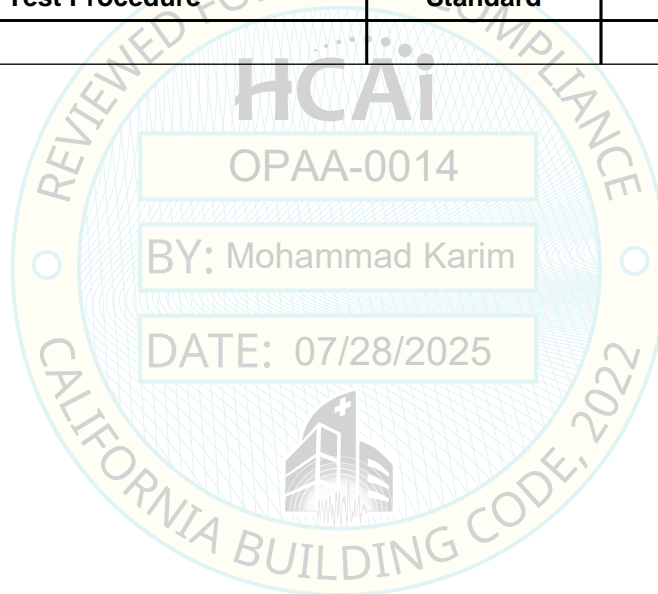 Test Procedure
Standard
REVIEWED FOR CODE COMPLIANCE
HCAi
OPAA-0014
BY: Mohammad Karim
DATE: 07/28/2025
CALIFORNIA BUILDING CODE, 2022